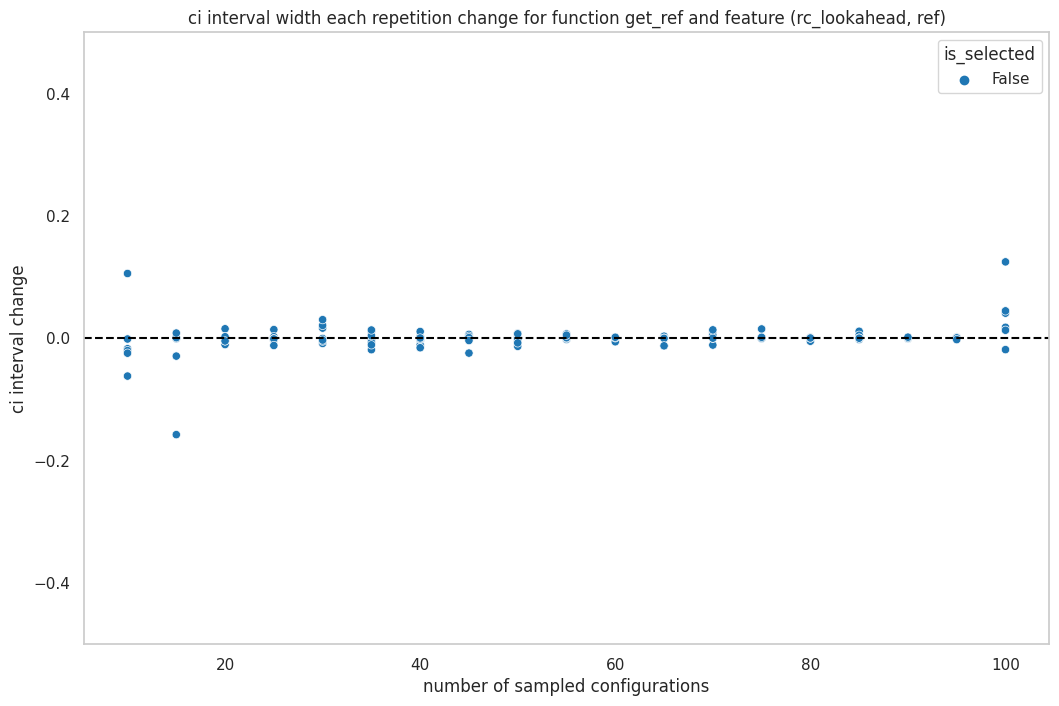 ci interval width each repetition change for function get_ref and feature (rc_lookahead, ref)
is_selected
False
0.4
0.2
0.0
−0.2
−0.4
ci interval change
20
40
60
80
100
number of sampled configurations